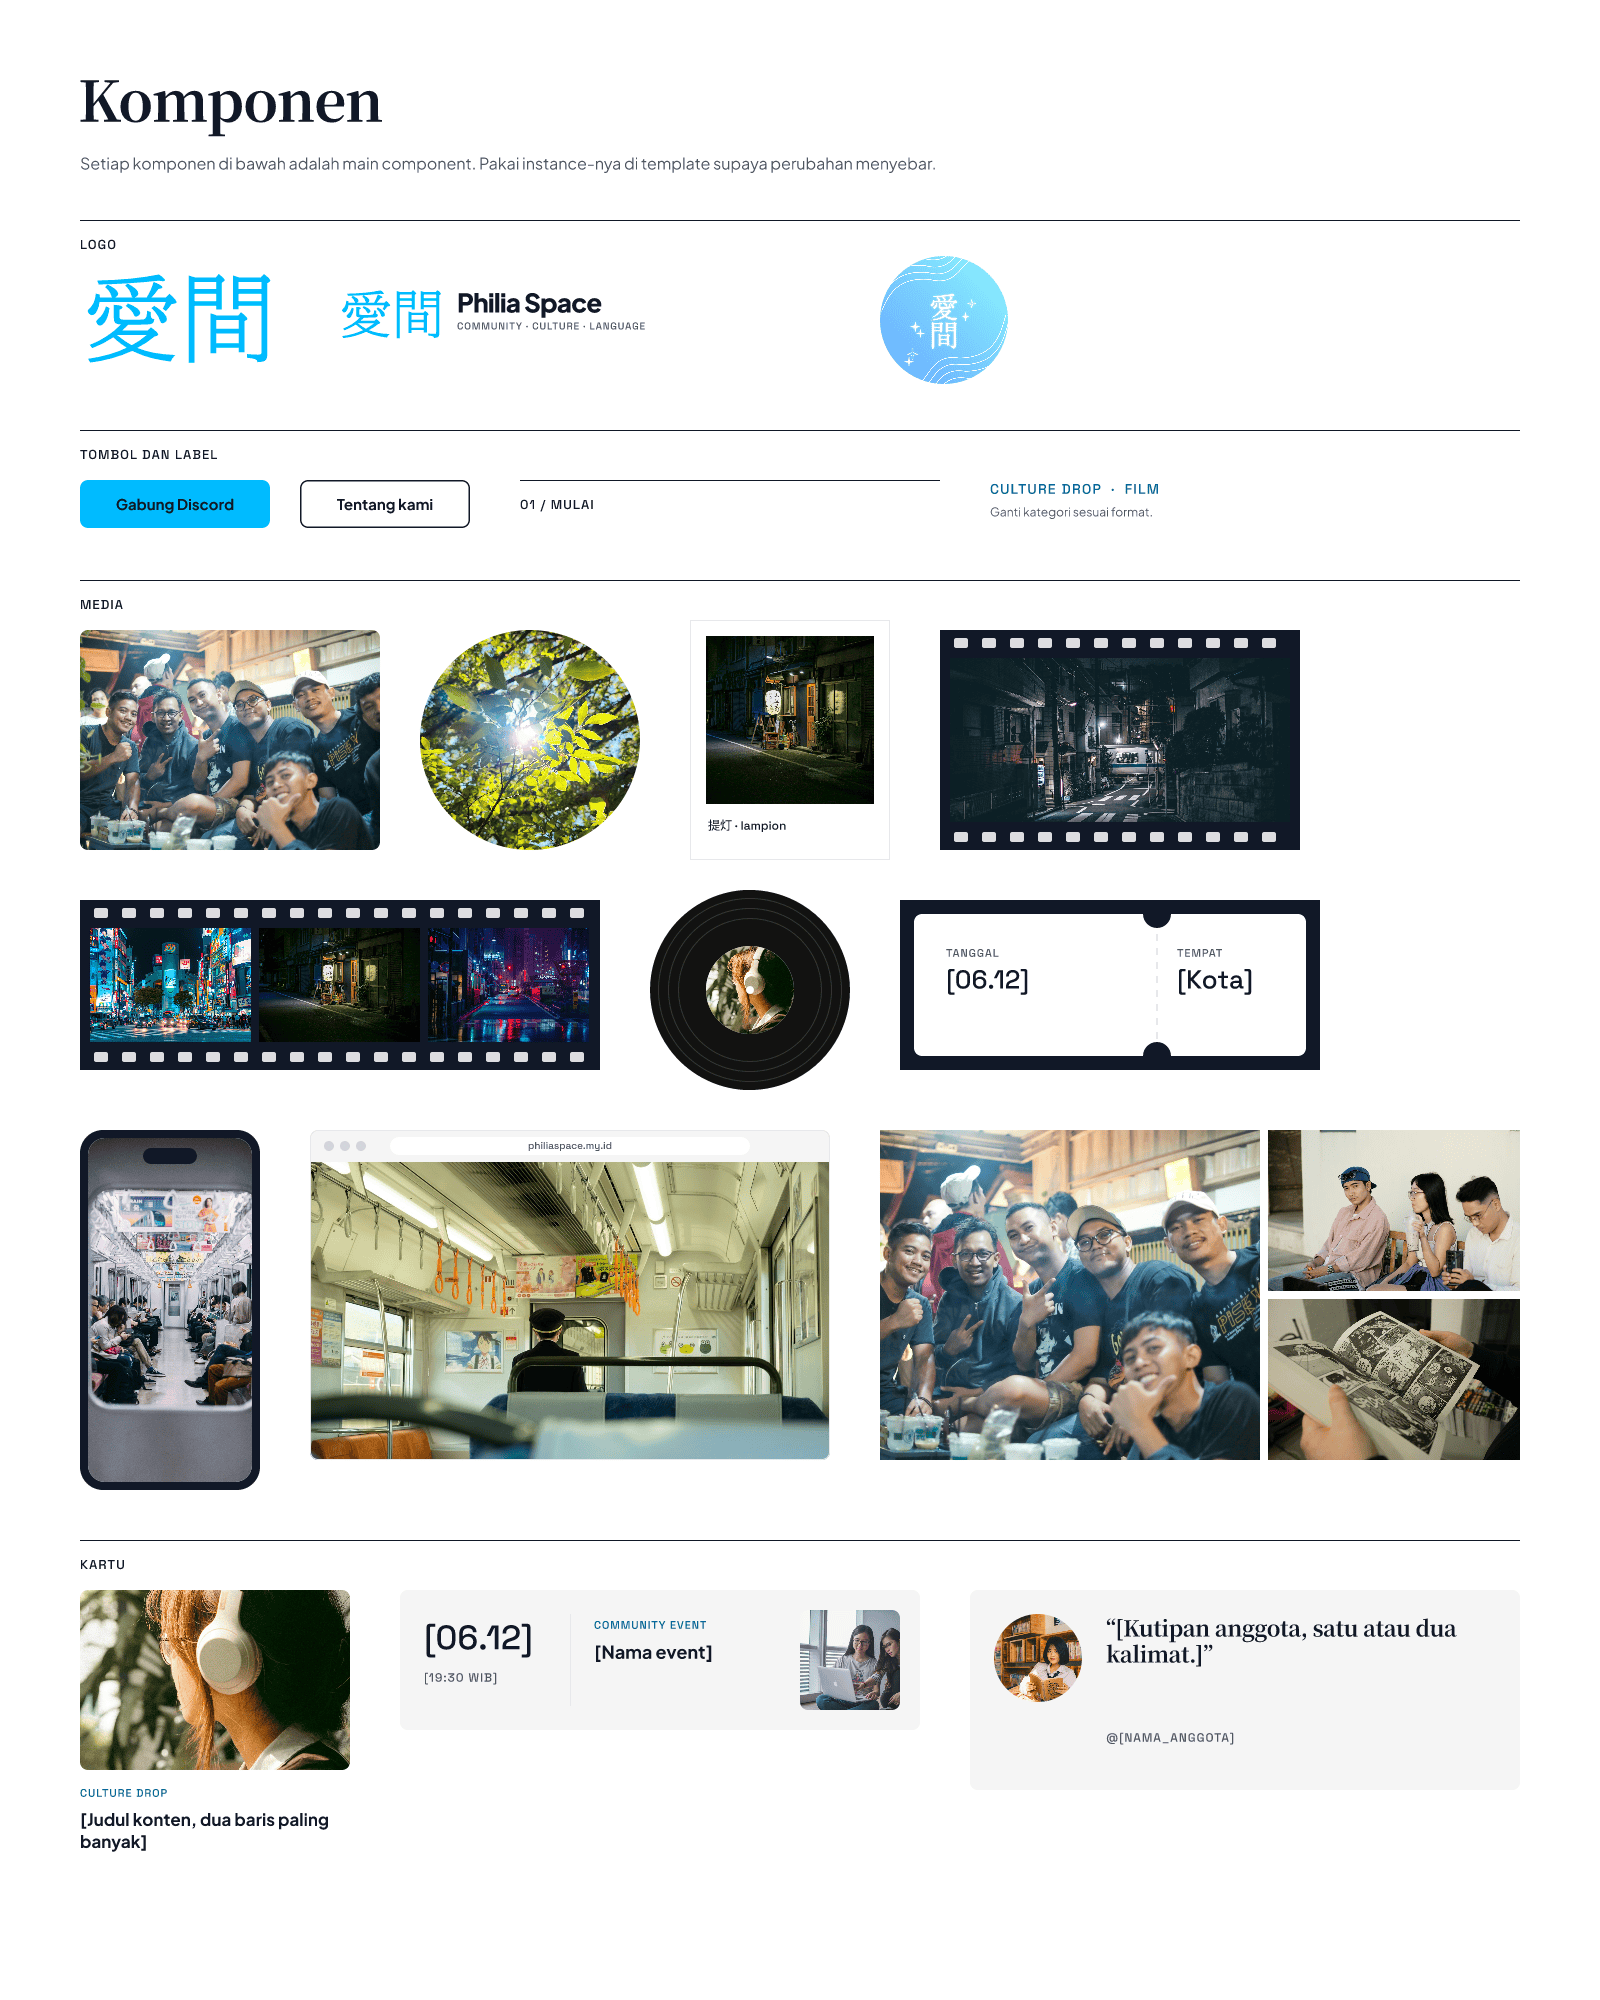 Komponen
Setiap komponen di bawah adalah main component. Pakai instance-nya di template supaya perubahan menyebar.
LOGO
愛間
愛間
Philia Space
COMMUNITY · CULTURE · LANGUAGE
愛
間
TOMBOL DAN LABEL
Gabung Discord
Tentang kami
01 / MULAI
CULTURE DROP · FILM
Ganti kategori sesuai format.
MEDIA
提灯 · lampion
TANGGAL
[06.12]
TEMPAT
[Kota]
philiaspace.my.id
KARTU
CULTURE DROP
[Judul konten, dua baris paling
banyak]
[06.12]
[19:30 WIB]
COMMUNITY EVENT
[Nama event]
“[Kutipan anggota, satu atau dua
kalimat.]”
@[NAMA_ANGGOTA]